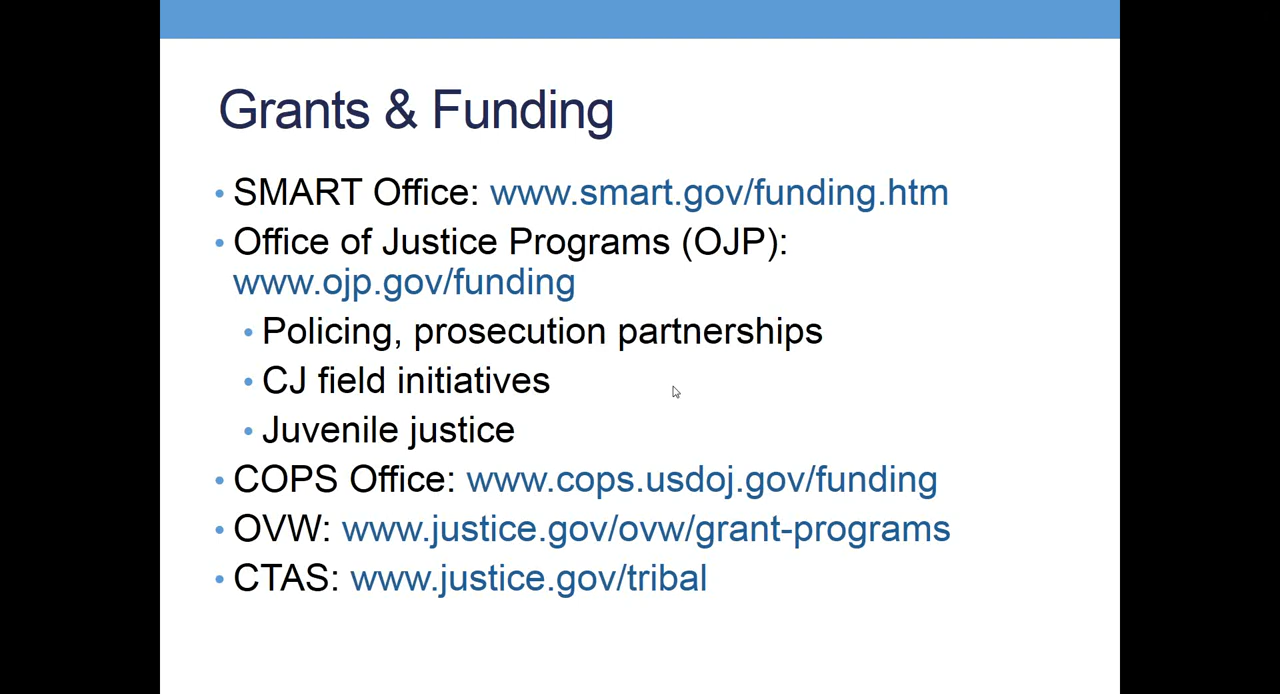 Grants & Funding
• SMART Office: www.smart.gov/funding.htm
• Office of Justice Programs (OJP):
www.ojp.gov/funding
• Policing, prosecution partnerships
• CJ field initiatives
• Juvenile justice
• COPS Office: www.cops.usdoj.gov/funding
• OVW: www.justice.gov/ovw/grant-programs
• CTAS: www.justice.gov/tribal